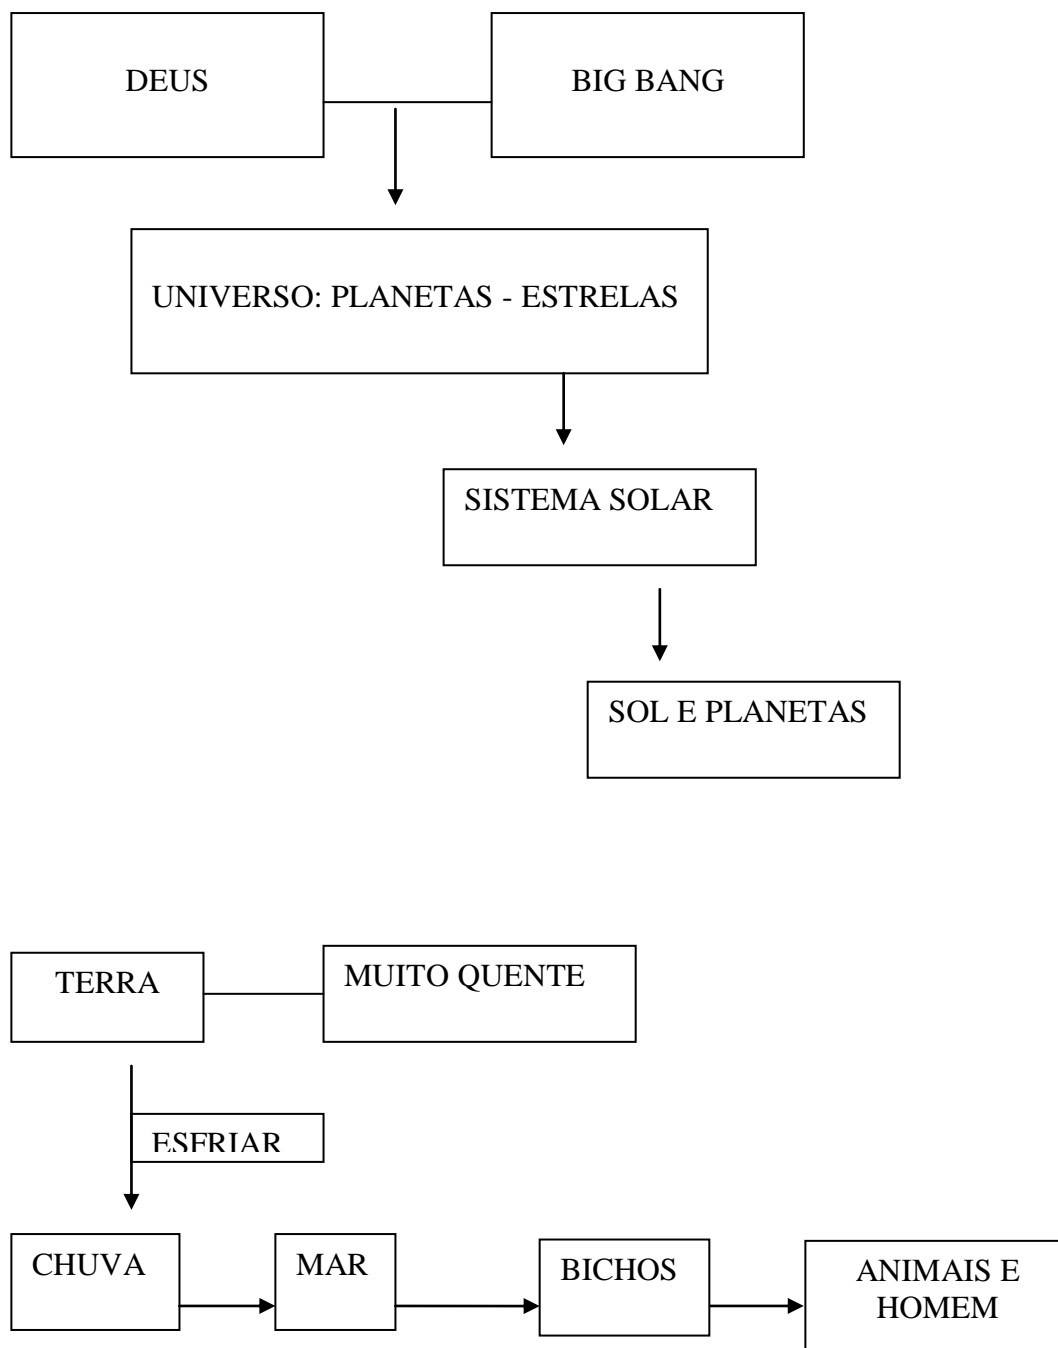 DEUS
BIG BANG
UNIVERSO: PLANETAS - ESTRELAS
SISTEMA SOLAR
SOL E PLANETAS
TERRA
MUITO QUENTE
ESFRIAR
CHUVA
MAR
BICHOS
ANIMAIS E
HOMEM